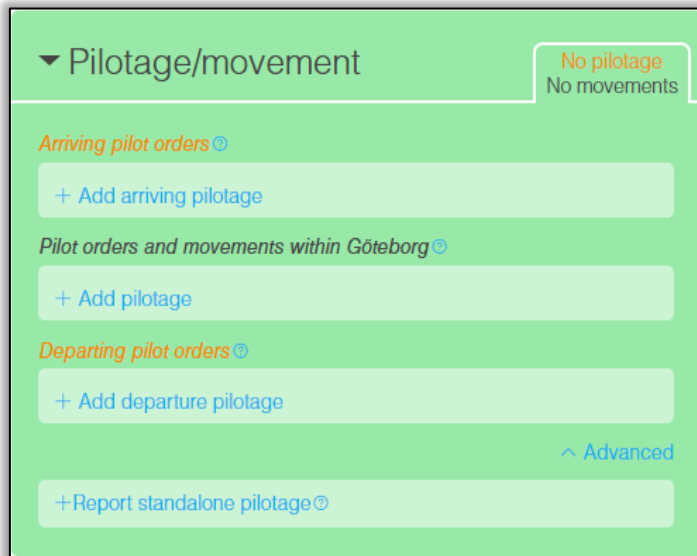 Pilotage/movement
No pilotage
No movements
Arriving pilot orders
+ Add arriving pilotage
Pilot orders and movements within Göteborg
+ Add pilotage
Departing pilot orders
+ Add departure pilotage
Advanced
+Report standalone pilotage